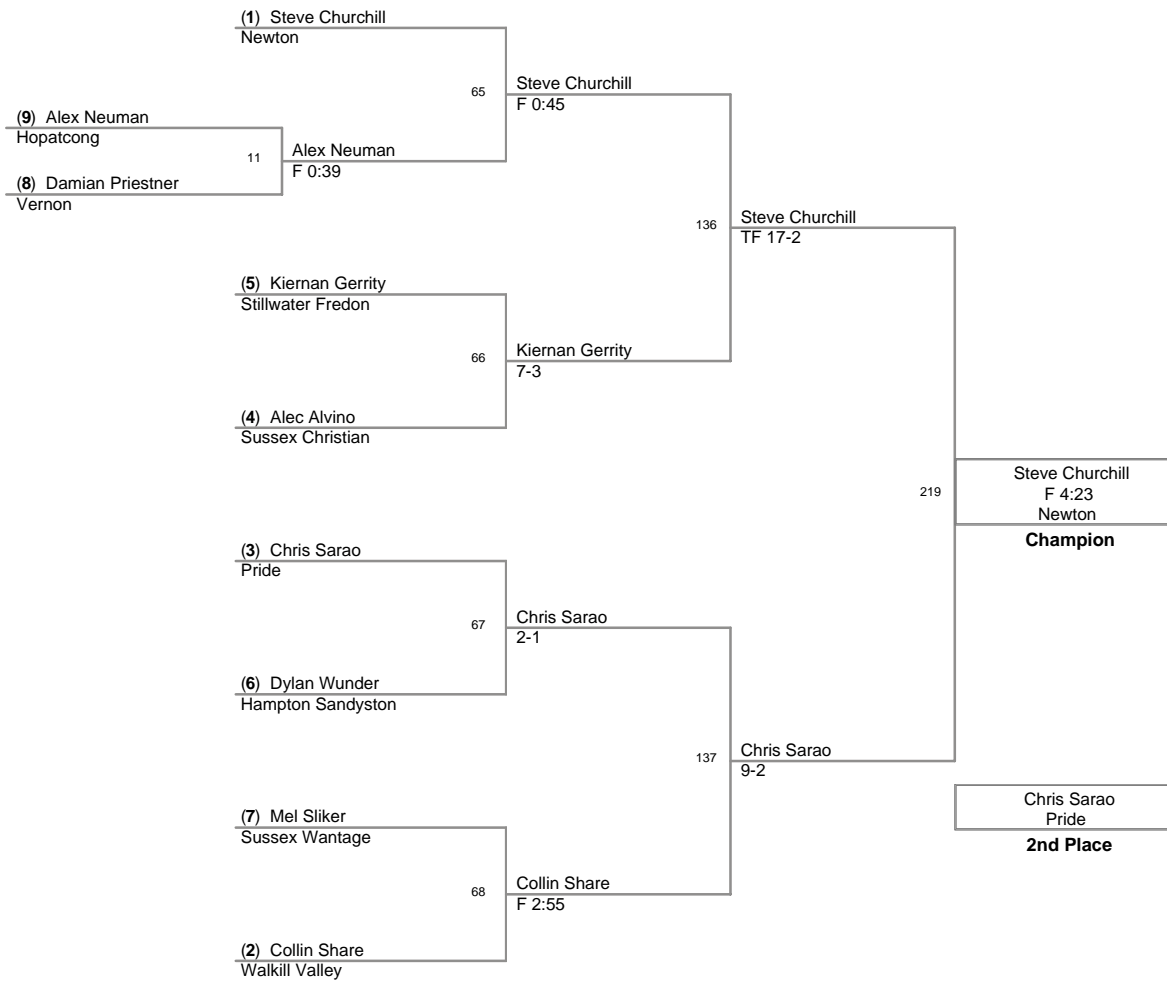 (1) Steve Churchill
Newton
65
Steve Churchill
F 0:45
(9) Alex Neuman
Hopatcong
11
Alex Neuman
F 0:39
(8) Damian Priestner
Vernon
136
Steve Churchill
TF 17-2
(5) Kiernan Gerrity
Stillwater Fredon
66
Kiernan Gerrity
7-3
(4) Alec Alvino
Sussex Christian
219
Steve Churchill
F 4:23
Newton
Champion
(3) Chris Sarao
Pride
67
Chris Sarao
2-1
(6) Dylan Wunder
Hampton Sandyston
137
Chris Sarao
9-2
Chris Sarao
Pride
2nd Place
(7) Mel Sliker
Sussex Wantage
68
Collin Share
F 2:55
(2) Collin Share
Walkill Valley